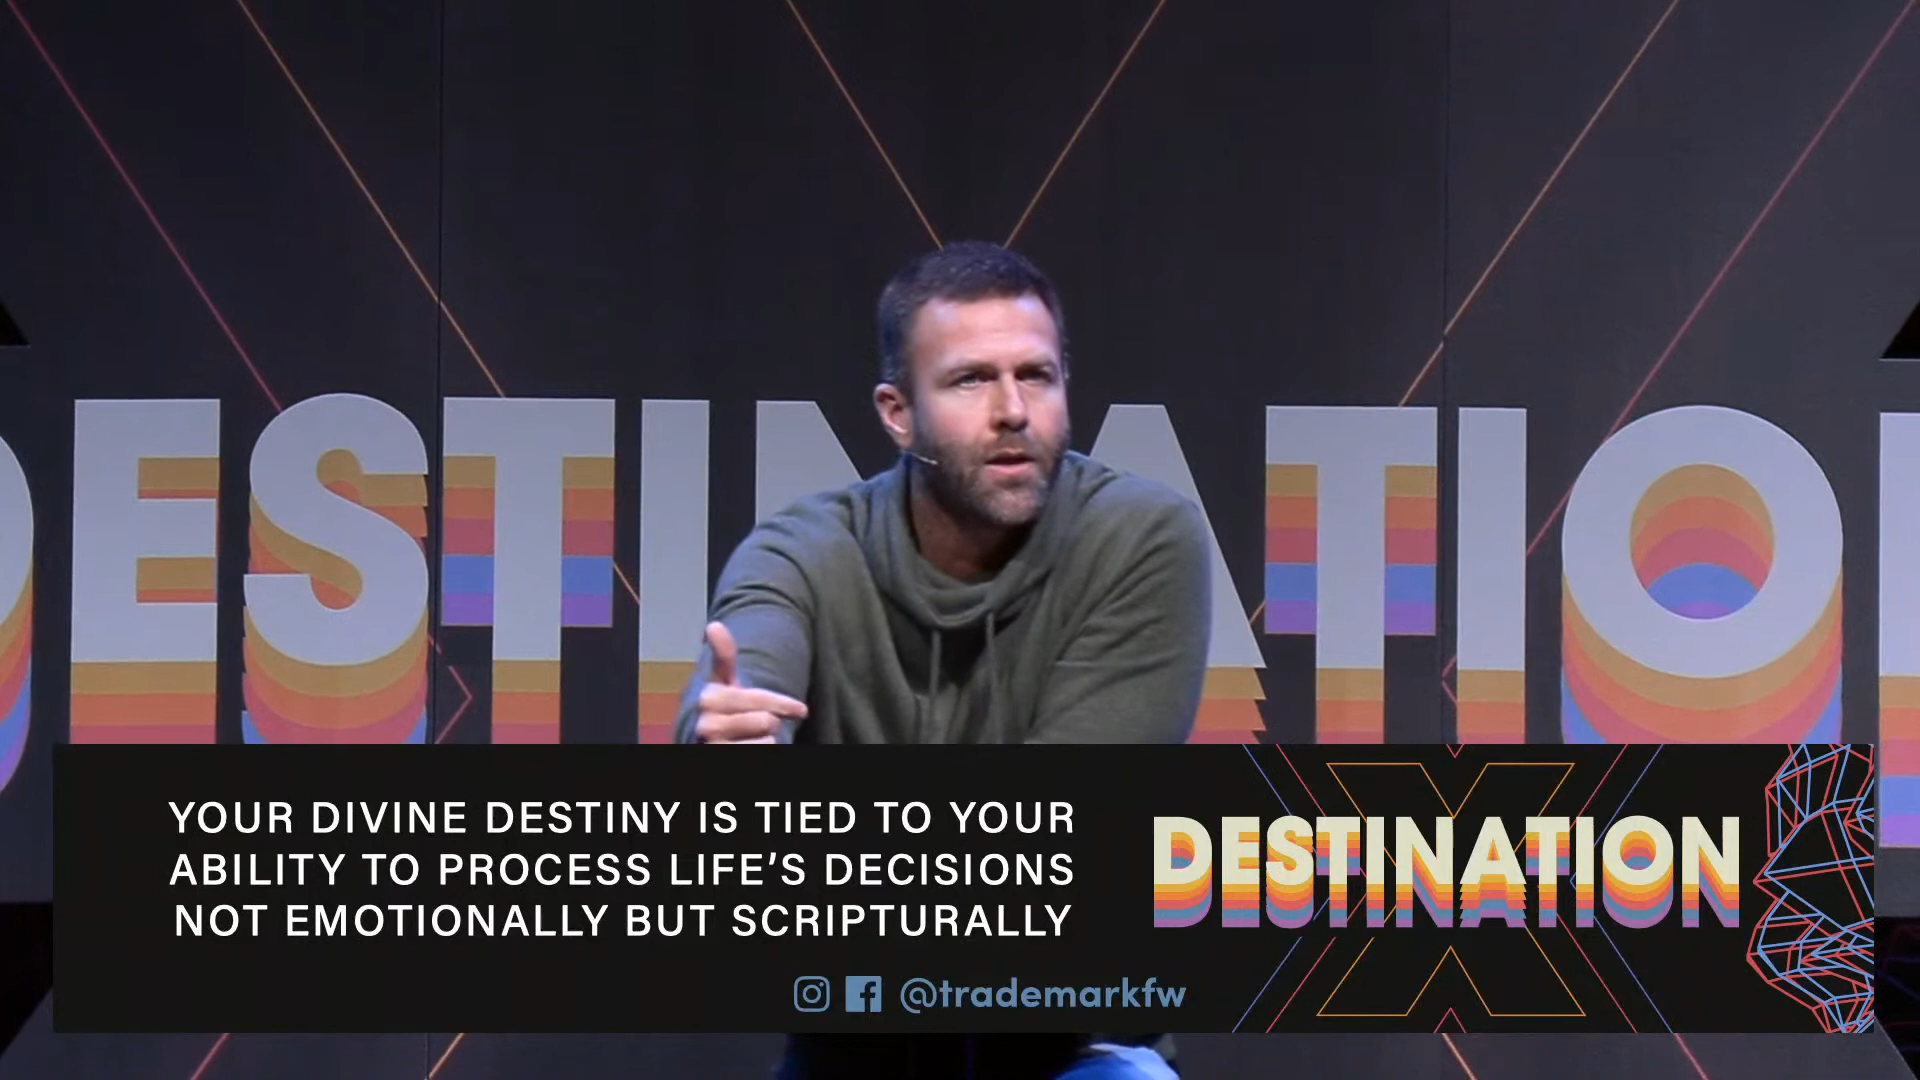 DESTINATION
YOUR DIVINE DESTINY IS TIED TO YOUR
ABILITY TO PROCESS LIFE'S DECISIONS
NOT EMOTIONALLY BUT SCRIPTURALLY
@trademarkfw
DESTINATION
X